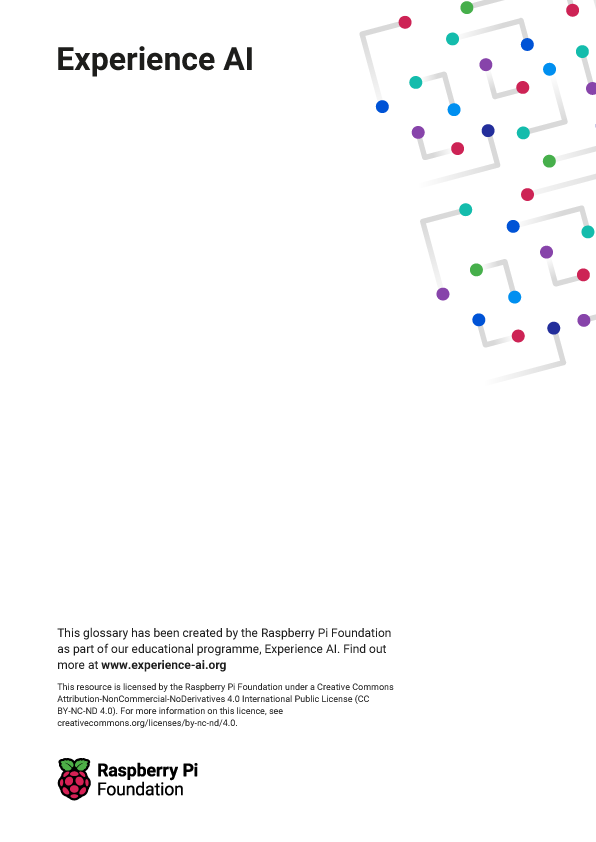 Experience AI
This glossary has been created by the Raspberry Pi Foundation
as part of our educational programme, Experience AI. Find out
more at www.experience-ai.org
This resource is licensed by the Raspberry Pi Foundation under a Creative Commons
Attribution-NonCommercial-NoDerivatives 4.0 International Public License (CC
BY-NC-ND 4.0). For more information on this licence, see
creativecommons.org/licenses/by-nc-nd/4.0.
Raspberry Pi
Foundation